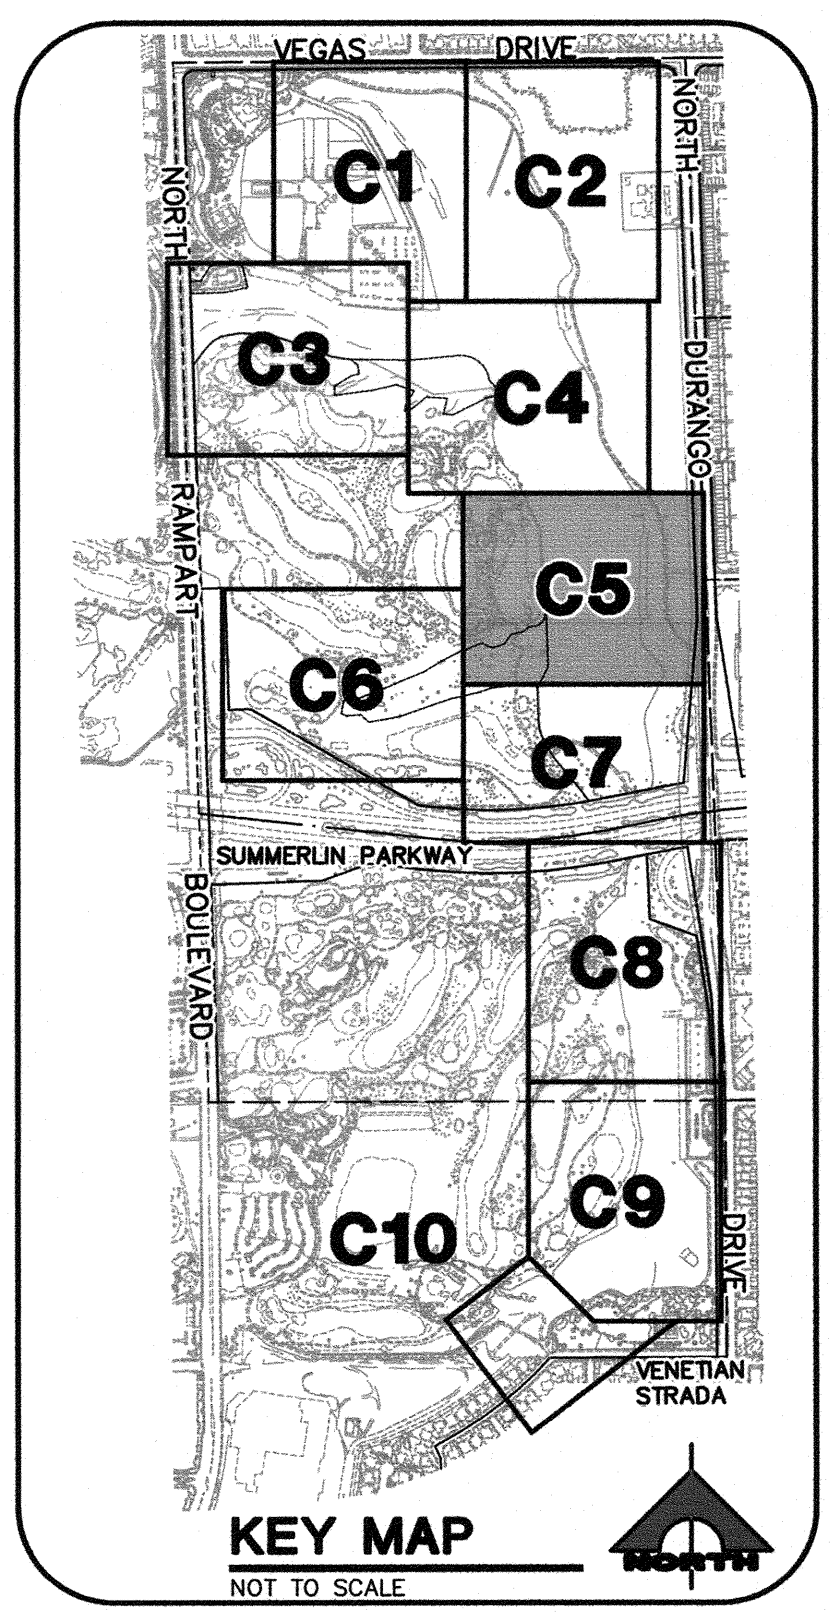 VEGAS DRIVE
NORTH
C1
C2
NORTH
C3
C4
DURANGO
RAMPART
C5
C6
C7
SUMMERLIN PARKWAY
BOULEVARD
C8
C9
C10
DRIVE
VENETIAN
STRADA
KEY MAP
NOT TO SCALE
NORTH